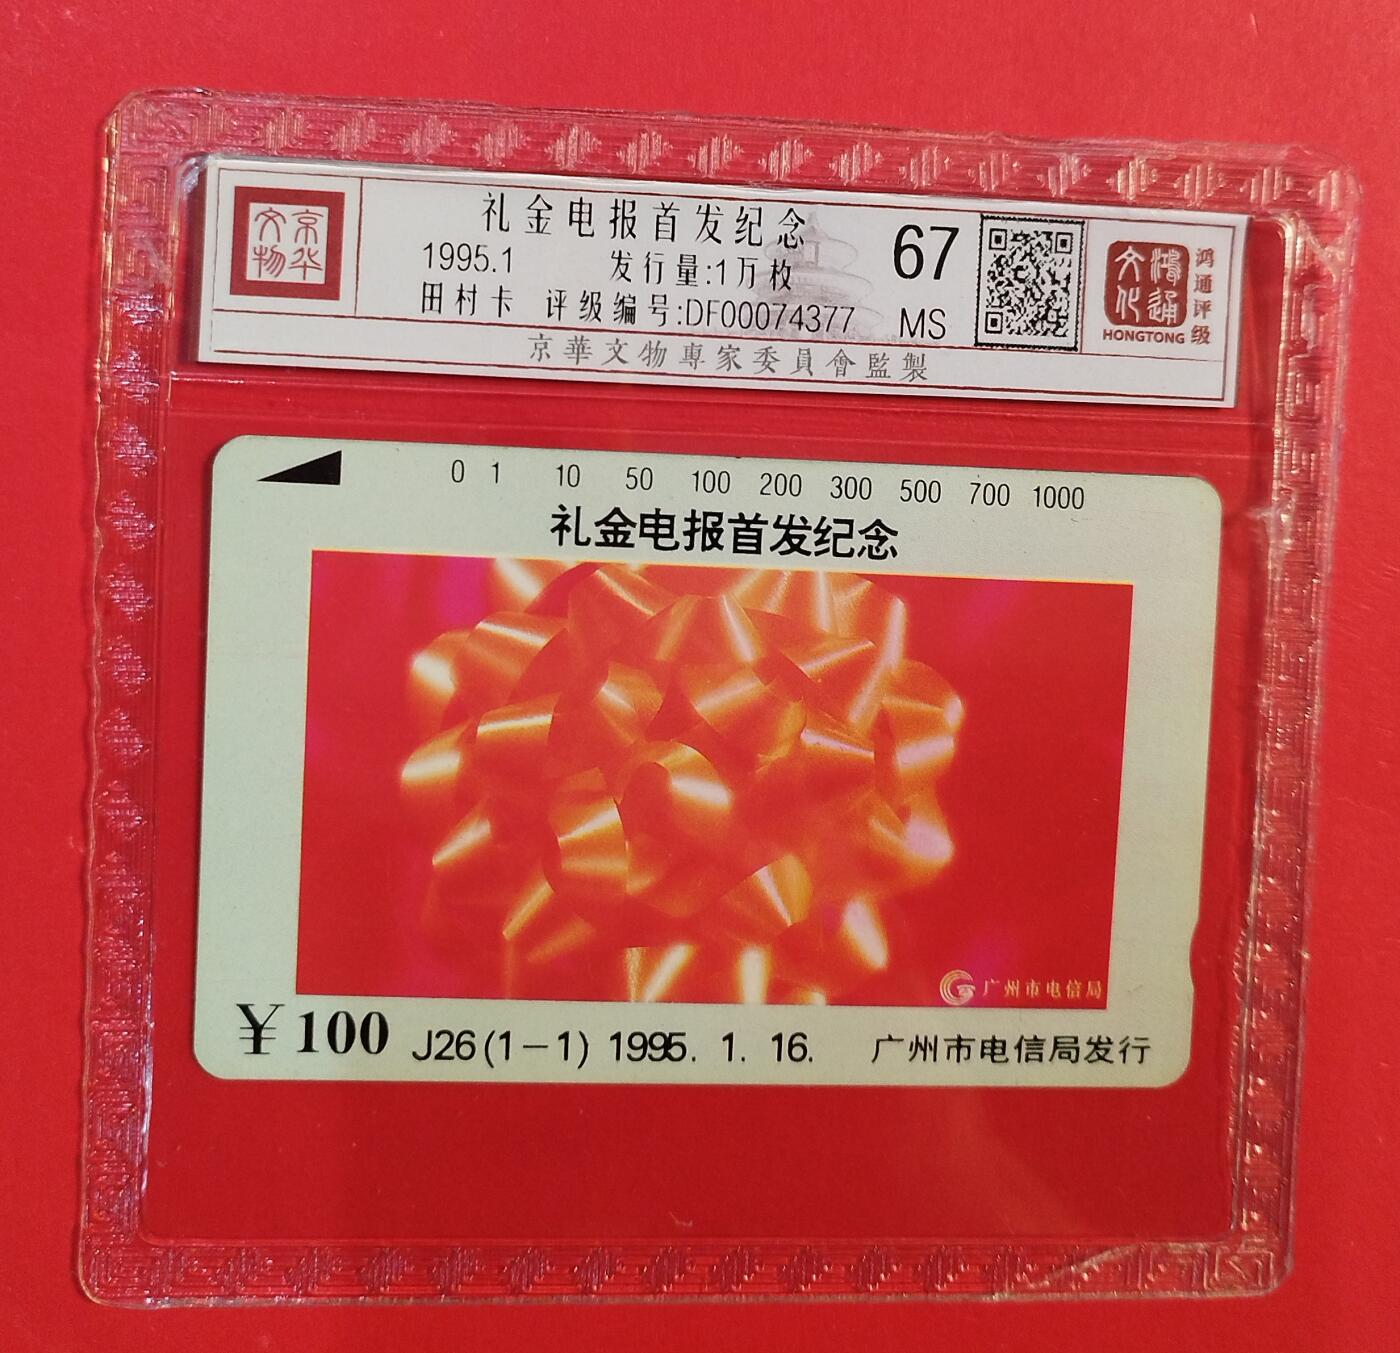 京华文物
礼金电报首发纪念
1995.1 发行量:1万枚
田村卡 评级编号:DF00074377
67
MS
鸿通文化
HONGTONG
鸿通评级
京華文物專家委員會監製
0 1 10 50 100 200 300 500 700 1000
礼金电报首发纪念
广州市电信局
¥100 J26(1-1) 1995. 1. 16. 广州市电信局发行